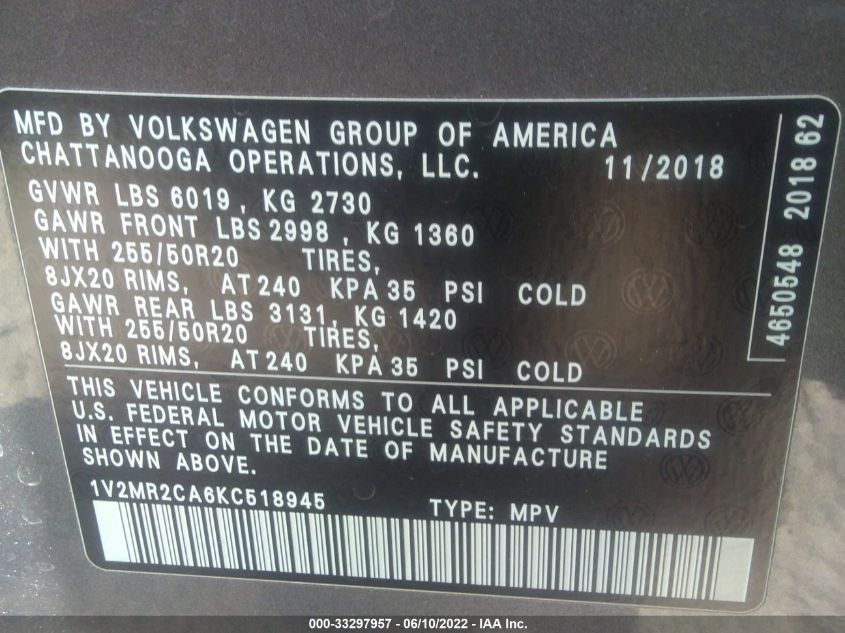 MFD BY VOLKSWAGEN GROUP OF AMERICA
CHATTANOOGA OPERATIONS, LLC. 11/2018
GVWR LBS 6019, KG 2730
GAWR FRONT LBS 2998, KG 1360
WITH 255/50R20 TIRES,
8JX20 RIMS, AT 240 KPA 35 PSI COLD
GAWR REAR LBS 3131, KG 1420
WITH 255/50R20 TIRES,
8JX20 RIMS, AT 240 KPA 35 PSI COLD
THIS VEHICLE CONFORMS TO ALL APPLICABLE
U.S. FEDERAL MOTOR VEHICLE SAFETY STANDARDS
IN EFFECT ON THE DATE OF MANUFACTURE
SHOWN ABOVE.
1V2MR2CA6KC518945 TYPE: MPV
4650548 2018 62
000-33297957 / 06/10/2022 - IAA Inc.